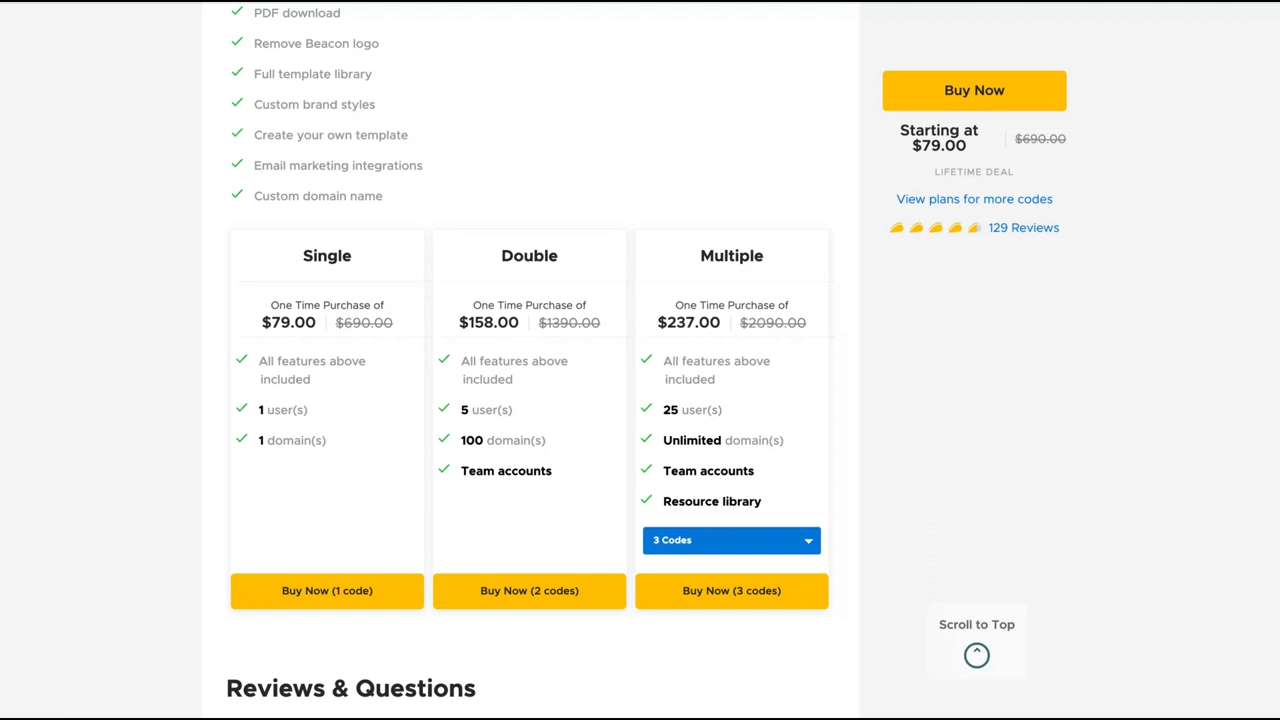 PDF download
Remove Beacon logo
Full template library
Custom brand styles
Create your own template
Email marketing integrations
Custom domain name
Single
One Time Purchase of
$79.00 $690.00
All features above
included
1 user(s)
1 domain(s)
Buy Now (1 code)
Double
One Time Purchase of
$158.00 $1390.00
All features above
included
5 user(s)
100 domain(s)
Team accounts
Buy Now (2 codes)
Multiple
One Time Purchase of
$237.00 $2090.00
All features above
included
25 user(s)
Unlimited domain(s)
Team accounts
Resource library
3 Codes
Buy Now (3 codes)
Reviews & Questions
Buy Now
Starting at
$79.00
$690.00
LIFETIME DEAL
View plans for more codes
129 Reviews
Scroll to Top